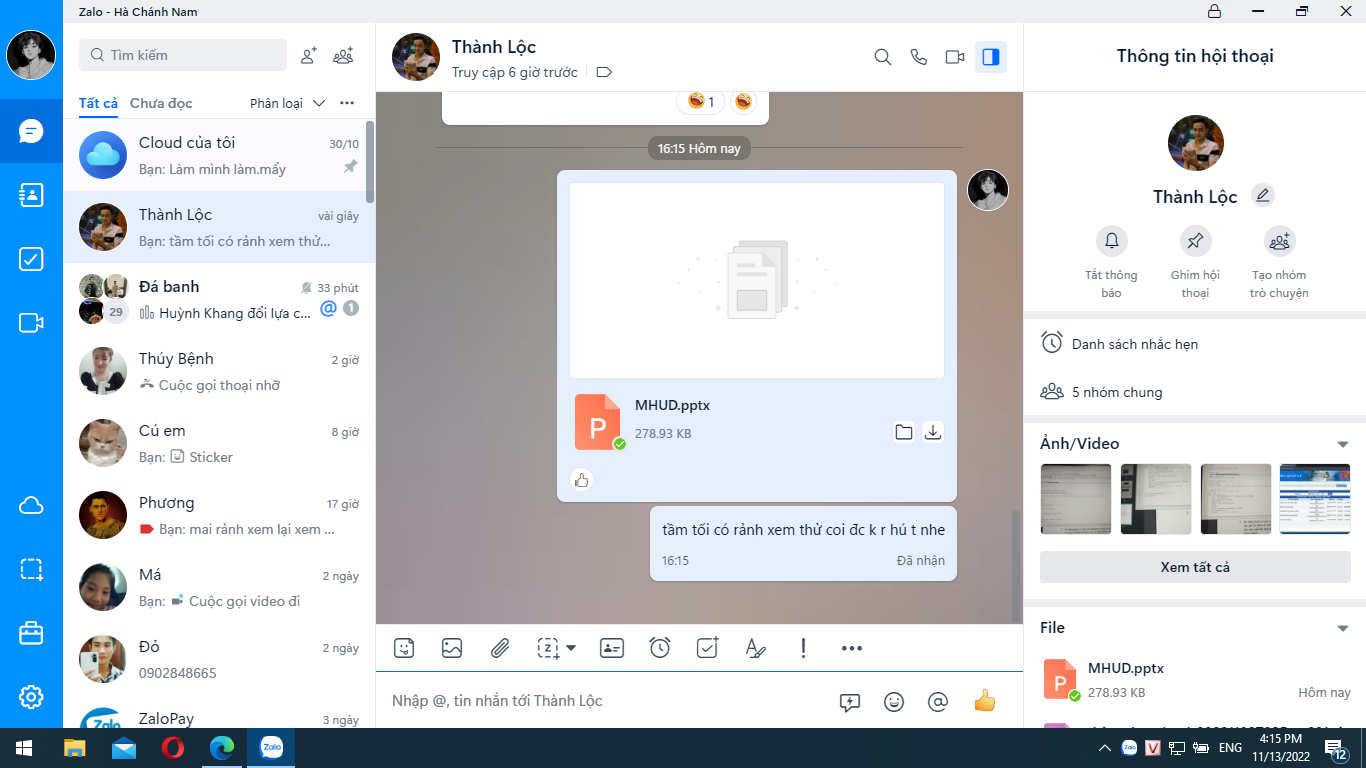 Zalo - Hà Chánh Nam
Tìm kiếm
Tất cả Chưa đọc Phân loại
Cloud của tôi 30/10
Bạn: Làm mình làm.mẩy
Thành Lộc vài giây
Bạn: tầm tối có rảnh xem thử...
Đá banh 33 phút
29 Huỳnh Khang đổi lựa c... @ 1
Thúy Bệnh 2 giờ
Cuộc gọi thoại nhỡ
Cú em 8 giờ
Bạn: Sticker
Phương 17 giờ
Bạn: mai rảnh xem lại xem ...
Má 2 ngày
Bạn: Cuộc gọi video đi
Đỏ 2 ngày
0902848665
ZaloPay 3 ngày
Zalo
Thành Lộc
Truy cập 6 giờ trước
1
16:15 Hôm nay
P
MHUD.pptx
278.93 KB
tầm tối có rảnh xem thử coi đc k r hú t nhe
16:15 Đã nhận
Nhập @, tin nhắn tới Thành Lộc
Thông tin hội thoại
Thành Lộc
Tắt thông báo
Ghim hội thoại
Tạo nhóm trò chuyện
Danh sách nhắc hẹn
5 nhóm chung
Ảnh/Video
Xem tất cả
File
P
MHUD.pptx
278.93 KB Hôm nay
Zalo
Zalo V ENG 4:15 PM
11/13/2022 12